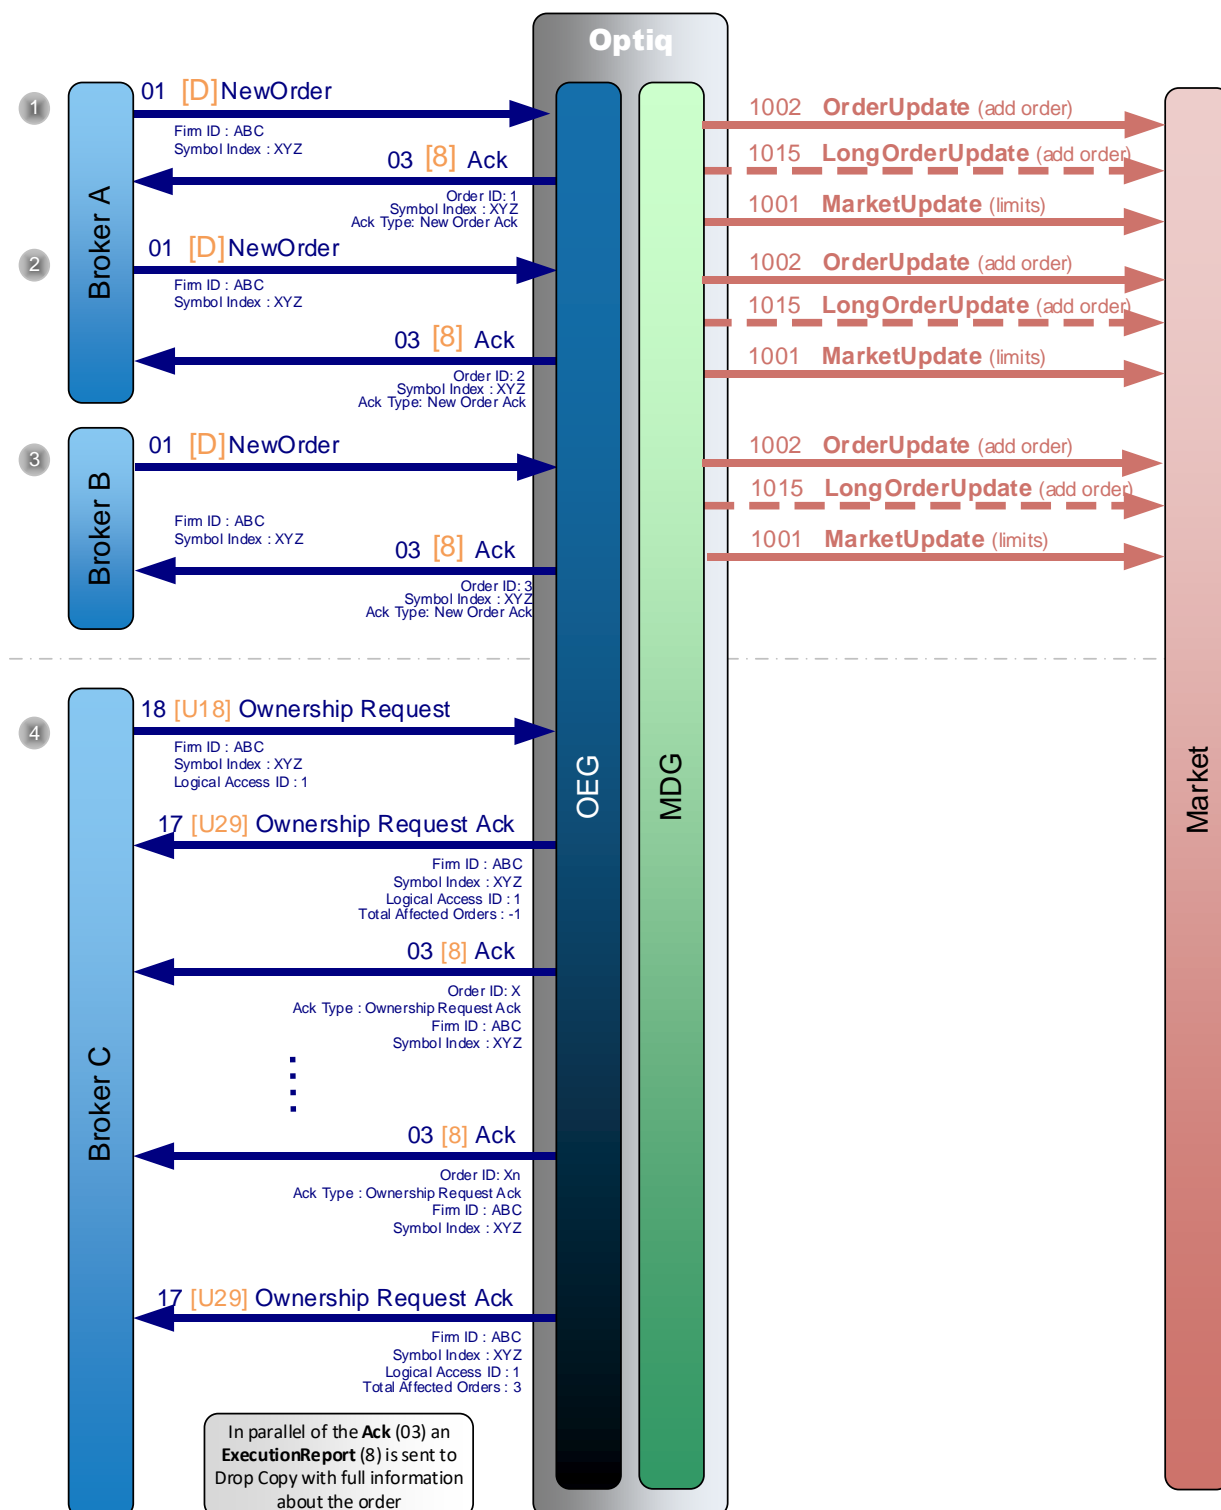 Optiq
1
01 [D] NewOrder
Firm ID : ABC
Symbol Index : XYZ
03 [8] Ack
Order ID: 1
Symbol Index : XYZ
Ack Type: New Order Ack
1002 OrderUpdate (add order)
1015 LongOrderUpdate (add order)
1001 MarketUpdate (limits)
Broker A
2
01 [D] NewOrder
Firm ID : ABC
Symbol Index : XYZ
03 [8] Ack
Order ID: 2
Symbol Index : XYZ
Ack Type: New Order Ack
1002 OrderUpdate (add order)
1015 LongOrderUpdate (add order)
1001 MarketUpdate (limits)
3
Broker B
01 [D] NewOrder
Firm ID : ABC
Symbol Index : XYZ
03 [8] Ack
Order ID: 3
Symbol Index : XYZ
Ack Type: New Order Ack
1002 OrderUpdate (add order)
1015 LongOrderUpdate (add order)
1001 MarketUpdate (limits)
OEG
MDG
Market
4
Broker C
18 [U18] Ownership Request
Firm ID : ABC
Symbol Index : XYZ
Logical Access ID : 1
17 [U29] Ownership Request Ack
Firm ID : ABC
Symbol Index : XYZ
Logical Access ID : 1
Total Affected Orders : -1
03 [8] Ack
Order ID: X
Ack Type : Ownership Request Ack
Firm ID : ABC
Symbol Index : XYZ
03 [8] Ack
Order ID: Xn
Ack Type : Ownership Request Ack
Firm ID : ABC
Symbol Index : XYZ
17 [U29] Ownership Request Ack
Firm ID : ABC
Symbol Index : XYZ
Logical Access ID : 1
Total Affected Orders : 3
In parallel of the Ack (03) an
ExecutionReport (8) is sent to
Drop Copy with full information
about the order